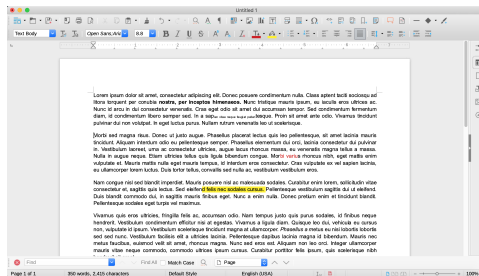 Untitled 1
Text Body
Open Sans;Arial
8.8
Lorem ipsum dolor sit amet, consectetur adipiscing elit. Donec posuere condimentum nulla. Class aptent taciti sociosqu ad
litora torquent per conubia nostra, per inceptos himenaeos. Nunc tristique mauris ipsum, eu iaculis eros ultrices ac.
Nunc id arcu in dui consectetur venenatis. Cras eget odio sit amet dui accumsan tempor. Sed condimentum fermentum
diam, id condimentum libero semper sed. In a sap tesque. Proin sit amet ante odio. Vivamus tincidunt
pulvinar dui non volutpat. In eget luctus purus. Nullam rutrum venenatis leo ut scelerisque.
Morbi sed magna risus. Donec ut justo augue. Phasellus placerat lectus quis leo pellentesque, sit amet lacinia mauris
tincidunt. Aliquam interdum odio eu pellentesque semper. Phasellus elementum dui orci, lacinia condimentum dui pulvinar
in. Vestibulum laoreet, urna ac consectetur ultricies, augue lacus rhoncus massa, eu venenatis magna tellus a massa.
Nulla in augue neque. Etiam ultricies tellus quis ligula bibendum congue. Morbi varius rhoncus nibh, eget mattis enim
vulputate et. Mauris mattis nulla eget mauris tempus, id interdum eros consectetur. Cras vulputate ex vel sapien lacinia,
eu ullamcorper lorem luctus. Duis tortor tellus, convallis sed nulla ac, vestibulum vestibulum eros.
Nam congue nisl sed blandit imperdiet. Mauris posuere nisl ac malesuada sodales. Curabitur enim lorem, sollicitudin vitae
consectetur et, sagittis quis lectus. Sed eleifend felis nec sodales cursus. Pellentesque vestibulum sagittis dui ut eleifend.
Duis blandit commodo dui, in sagittis mauris finibus eget. Nunc a enim nulla. Donec pretium enim et tincidunt blandit.
Pellentesque sodales eget turpis et maximus.
Vivamus quis eros ultricies, fringilla felis ac, accumsan odio. Nam tempus justo quis purus sodales, id finibus neque
hendrerit. Vestibulum condimentum efficitur nisi at egestas. Vivamus a ligula diam. Quisque leo dui, vehicula eu cursus
non, vulputate id ipsum. Vestibulum scelerisque tincidunt magna at ullamcorper. Phasellus a metus eu nisi lobortis lobortis
sed sed nunc. Vestibulum facilisis elit a ultricies lacinia. Pellentesque dapibus lacinia magna id bibendum. Mauris nec
metus faucibus, euismod velit sit amet, rhoncus magna. Nunc sed eros est. Aliquam non leo orci. Integer ullamcorper
mauris vitae neque commodo, commodo ultrices ipsum cursus. Curabitur porttitor felis ipsum, quis scelerisque nibh
Find
Find All
Match Case
Page
Page 1 of 1
350 words, 2,415 characters
Default Style
English (USA)
100%